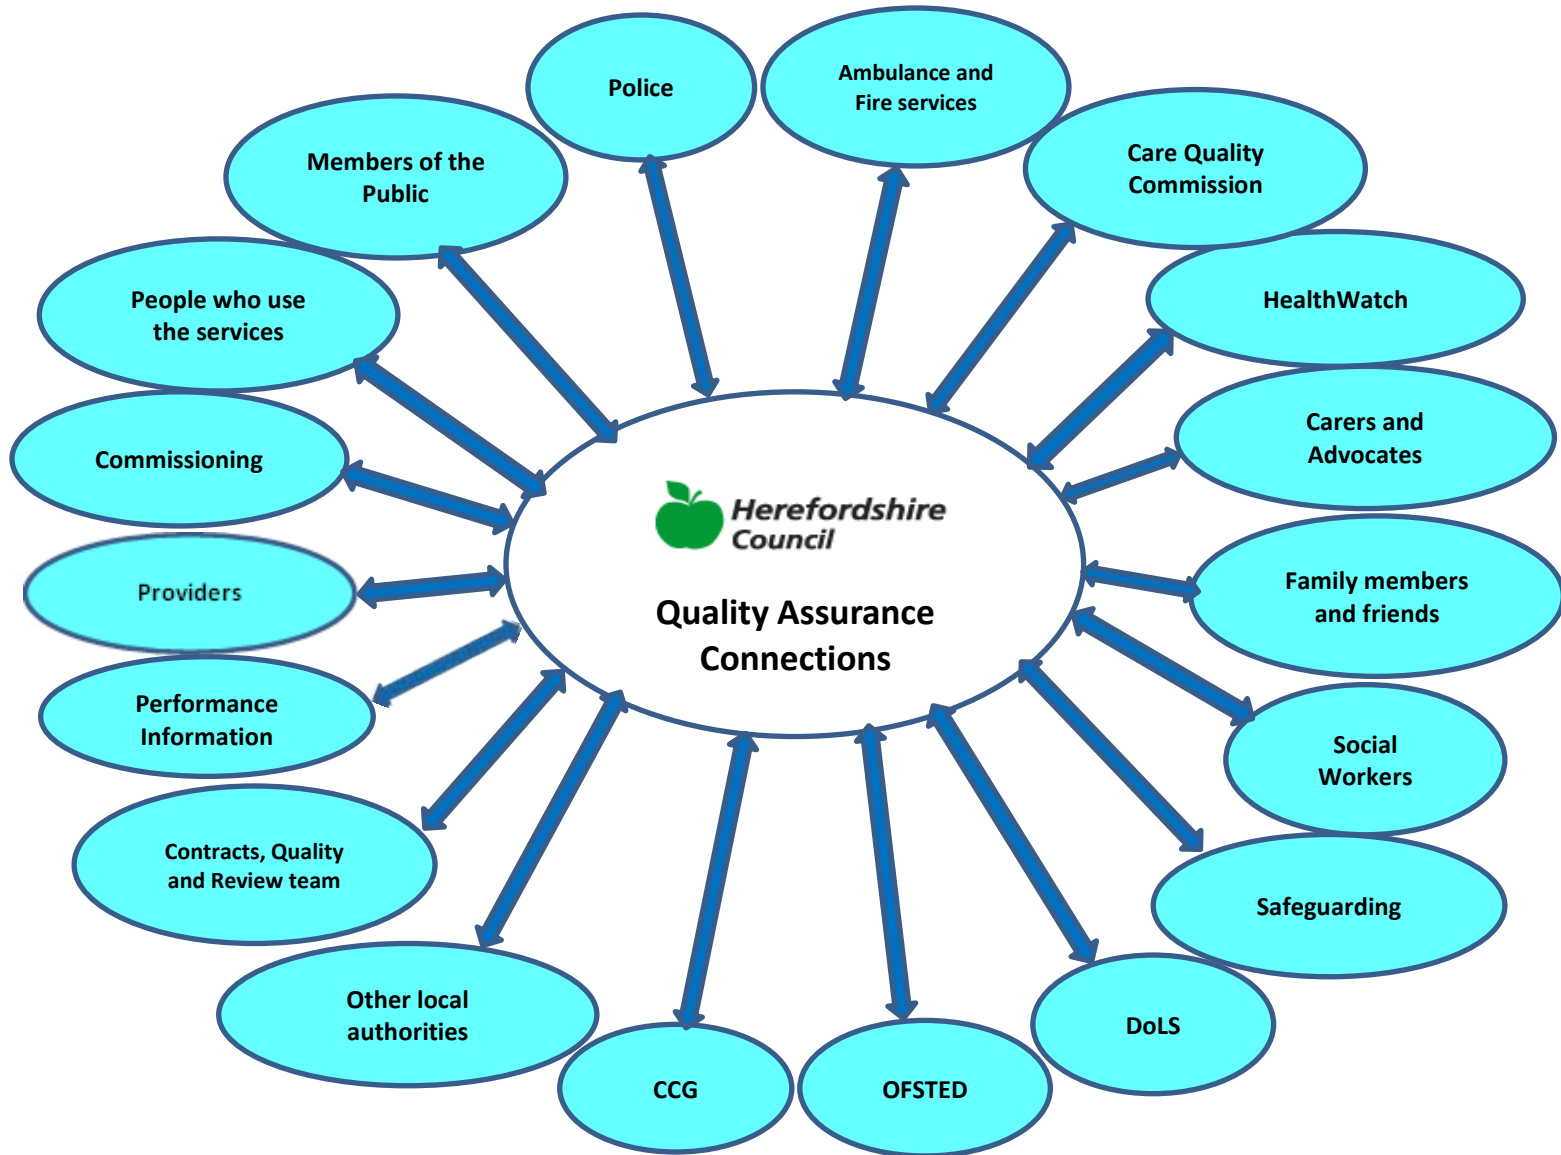 Police
Ambulance and
Fire services
Care Quality
Commission
Members of the
Public
HealthWatch
People who use
the services
Carers and
Advocates
Commissioning
Herefordshire
Council
Quality Assurance
Connections
Providers
Family members
and friends
Performance
Information
Social
Workers
Contracts, Quality
and Review team
Safeguarding
Other local
authorities
DoLS
CCG
OFSTED